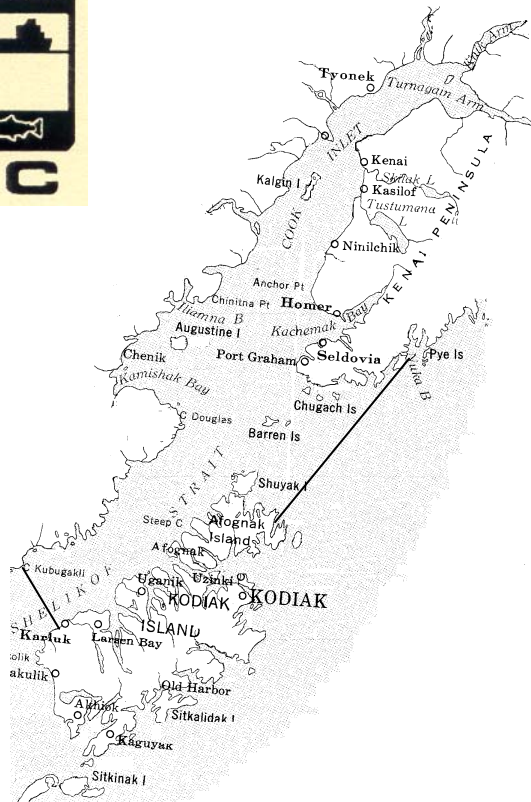 C
Knik Arm
Tyonek
Turnagain Arm
INLET
Kenai
Skilak L
Kalgin I
Kasilof
Tustumena
L
COOK
KENAI PENINSULA
Ninilchik
Anchor Pt
Chinitna Pt
Homer
Iliamna B
Kachemak Bay
Augustine I
Seldovia
Port Graham
Pye Is
Chenik
Yuka B
Kamishak Bay
Chugach Is
C Douglas
Barren Is
STRAIT
Shuyak I
Steep C
Afognak
Island
Afognak
C Kubugakli
Uganik
Uzinki
KODIAK
KODIAK
SHELIKOF
ISLAND
Karluk
Larsen Bay
olik
akulik
Old Harbor
Akhiok
Sitkalidak I
Kaguyak
Sitkinak I